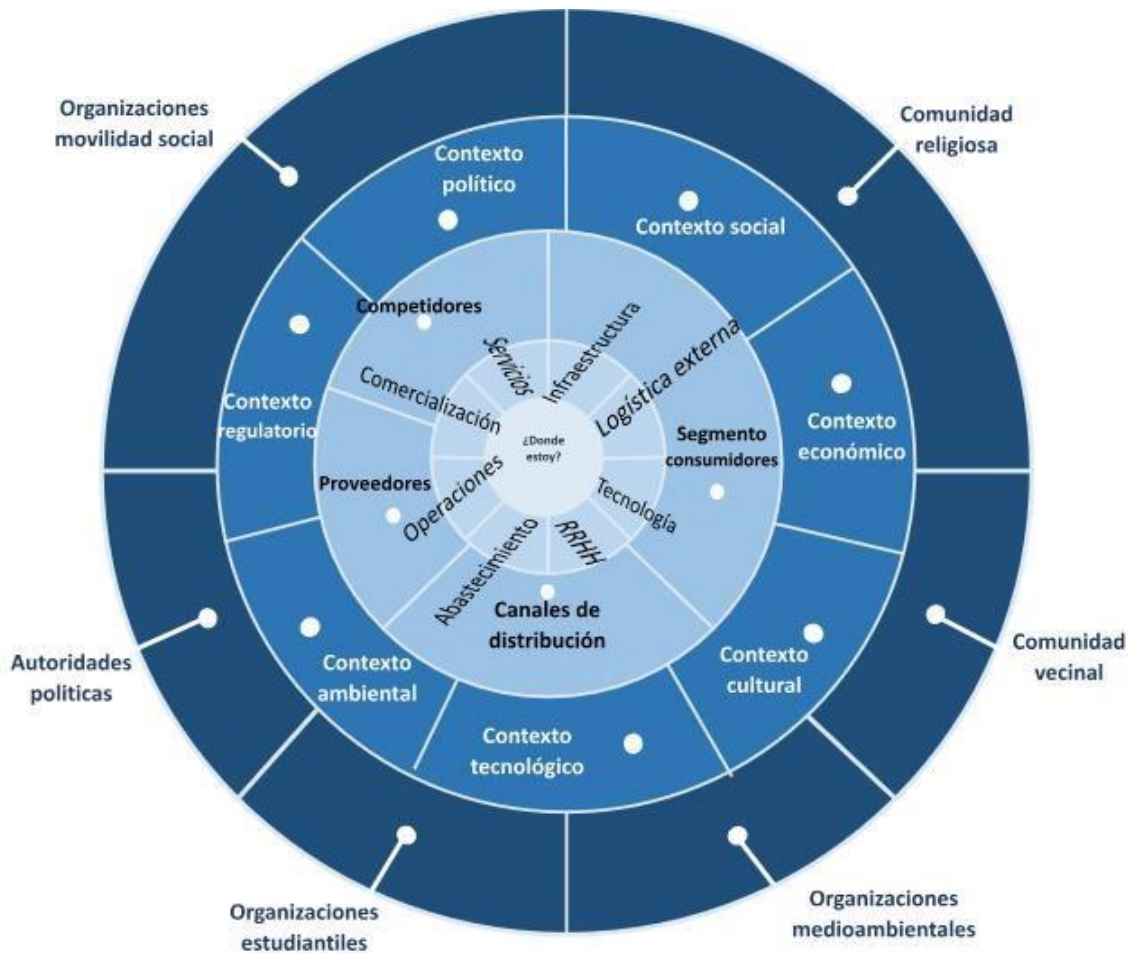 Organizaciones
movilidad social
Comunidad
religiosa
Contexto
político
Contexto social
Competidores
Servicios
Infraestructura
Logística externa
Comercialización
Contexto
regulatorio
¿Donde
estoy?
Segmento
consumidores
Contexto
económico
Proveedores
Operaciones
Tecnología
Abastecimiento
RRHH
Canales de
distribución
Autoridades
politicas
Contexto
ambiental
Contexto
cultural
Comunidad
vecinal
Contexto
tecnológico
Organizaciones
estudiantiles
Organizaciones
medioambientales